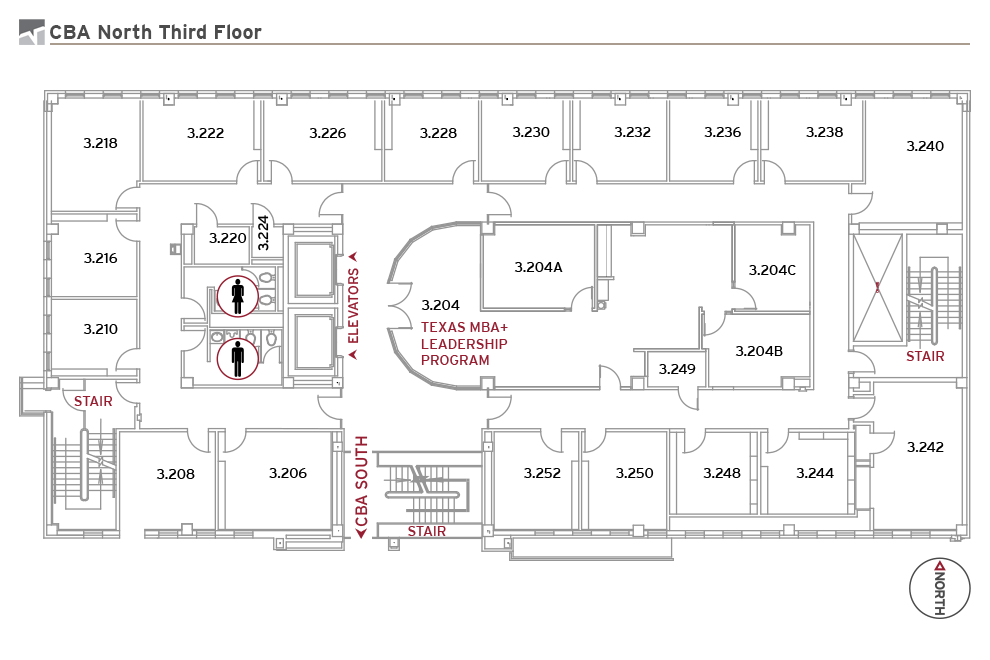 CBA North Third Floor
3.218
3.222
3.226
3.228
3.230
3.232
3.236
3.238
3.240
3.220
3.224
3.216
3.210
ELEVATORS
3.204
TEXAS MBA+
LEADERSHIP
PROGRAM
3.204A
3.204C
3.204B
3.249
STAIR
STAIR
3.208
3.206
CBA SOUTH
STAIR
3.252
3.250
3.248
3.244
3.242
NORTH